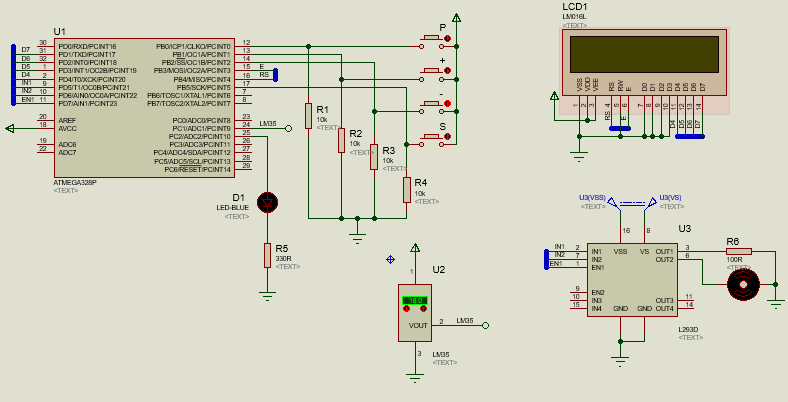 U1
D7 30 PD0/RXD/PCINT16 PB0/ICP1/CLKO/PCINT0 12
D6 31 PD1/TXD/PCINT17 PB1/OC1A/PCINT1 13
D5 32 PD2/INT0/PCINT18 PB2/SS/OC1B/PCINT2 14
D4 1 PD3/INT1/OC2B/PCINT19 PB3/MOSI/OC2A/PCINT3 15 E
2 PD4/T0/XCK/PCINT20 PB4/MISO/PCINT4 16 RS
IN1 9 PD5/T1/OC0B/PCINT21 PB5/SCK/PCINT5 17
IN2 10 PD6/AIN0/OC0A/PCINT22 PB6/TOSC1/XTAL1/PCINT6 7
EN1 11 PD7/AIN1/PCINT23 PB7/TOSC2/XTAL2/PCINT7 8
20 AREF PC0/ADC0/PCINT8 23
18 AVCC PC1/ADC1/PCINT9 24 LM35
PC2/ADC2/PCINT10 25
19 ADC6 PC3/ADC3/PCINT11 26
22 ADC7 PC4/ADC4/SDA/PCINT12 27
PC5/ADC5/SCL/PCINT13 28
PC6/RESET/PCINT14 29
ATMEGA328P
<TEXT>
P
+
-
S
R1
10k
<TEXT>
R2
10k
<TEXT>
R3
10k
<TEXT>
R4
10k
<TEXT>
D1
LED-BLUE
<TEXT>
R5
330R
<TEXT>
U2
1
VOUT 2 LM35
3
LM35
<TEXT>
LCD1
LM016L
<TEXT>
VSS VDD VEE RS RW E D0 D1 D2 D3 D4 D5 D6 D7
1 2 3 4 5 6 7 8 9 10 11 12 13 14
RS E D4 D5 D6 D7
U3(VSS) U3(VS)
<TEXT> <TEXT>
16 8 U3
IN1 2 IN1 VSS VS OUT1 3
IN2 7 IN2 OUT2 6
EN1 1 EN1
9 EN2
10 IN3 OUT3 11
15 IN4 GND GND OUT4 14
L293D
<TEXT>
R6
100R
<TEXT>